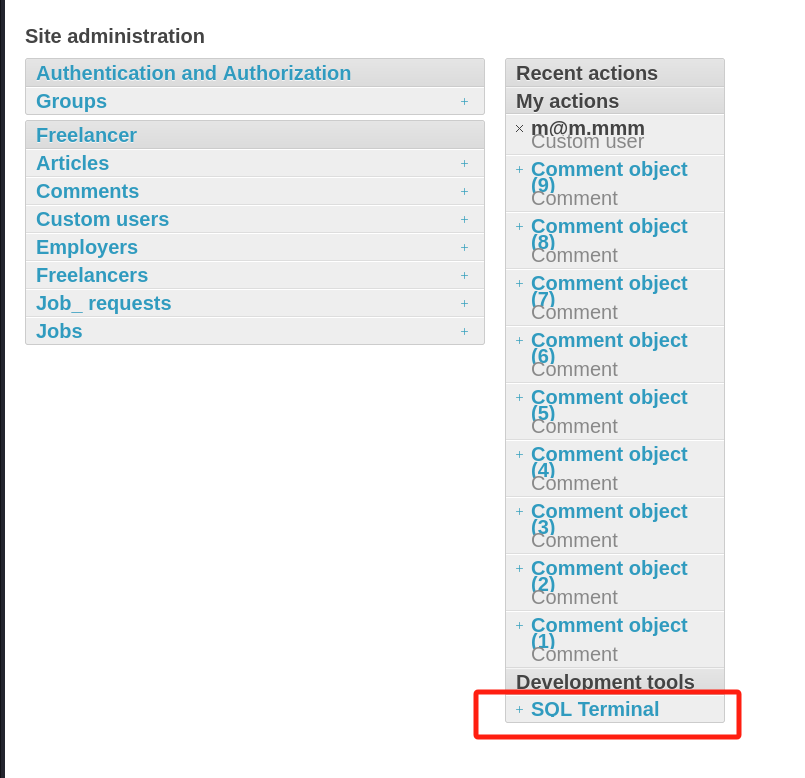 Site administration
Authentication and Authorization
Groups
Freelancer
Articles
Comments
Custom users
Employers
Freelancers
Job_ requests
Jobs
Recent actions
My actions
m@m.mmm
Custom user
Comment object
(9)
Comment
Comment object
(8)
Comment
Comment object
(7)
Comment
Comment object
(6)
Comment
Comment object
(5)
Comment
Comment object
(4)
Comment
Comment object
(3)
Comment
Comment object
(2)
Comment
Comment object
(1)
Comment
Development tools
SQL Terminal